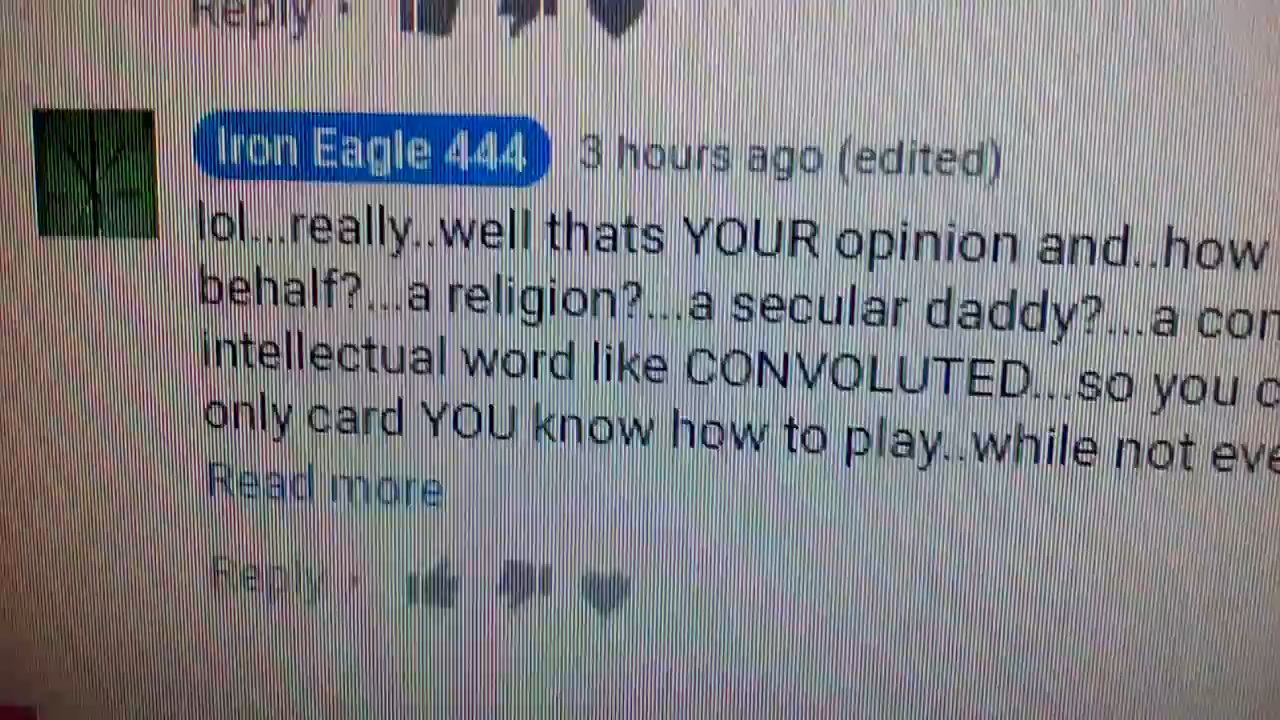 Reply
Iron Eagle 444 3 hours ago (edited)
lol...really..well thats YOUR opinion and..how
behalf?...a religion?...a secular daddy?...a con
intellectual word like CONVOLUTED...so you
only card YOU know how to play..while not eve
Read more
Reply